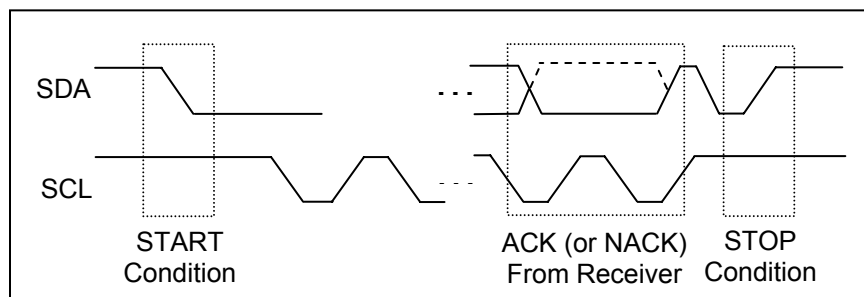 SDA
SCL
START
Condition
ACK (or NACK)
From Receiver
STOP
Condition